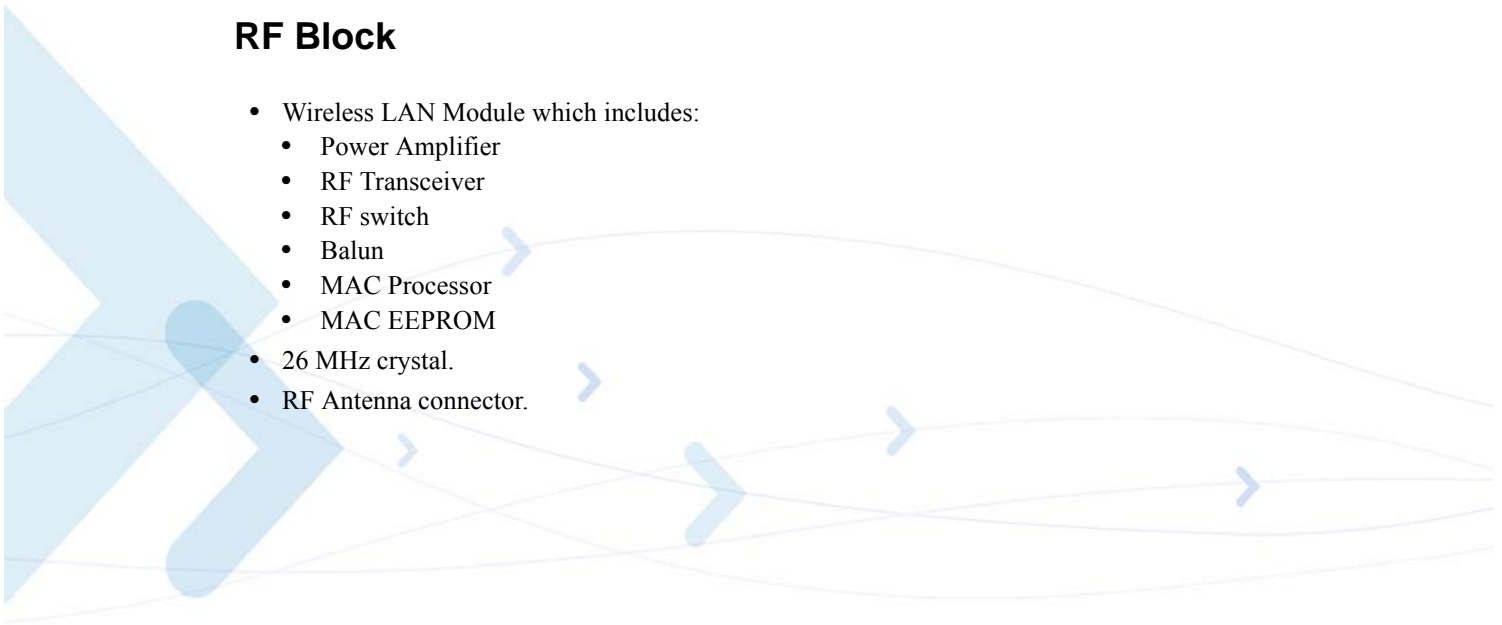 RF Block
• Wireless LAN Module which includes:
• Power Amplifier
• RF Transceiver
• RF switch
• Balun
• MAC Processor
• MAC EEPROM
• 26 MHz crystal.
• RF Antenna connector.